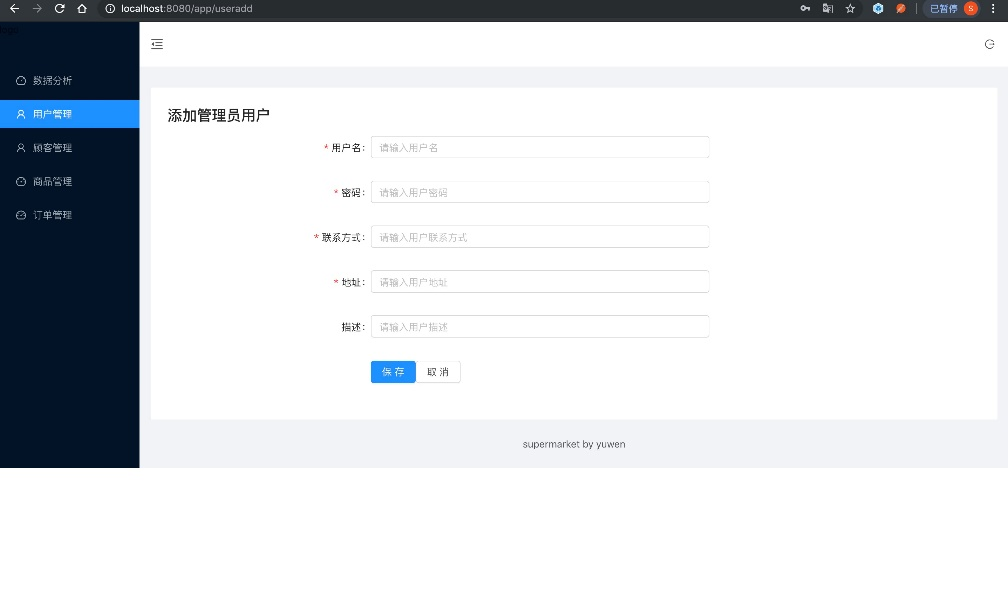 localhost:8080/app/useradd
已暂停
S
数据分析
用户管理
顾客管理
商品管理
订单管理
添加管理员用户
* 用户名: 请输入用户名
* 密码: 请输入用户密码
* 联系方式: 请输入用户联系方式
* 地址: 请输入用户地址
描述: 请输入用户描述
保 存 取 消
supermarket by yuwen